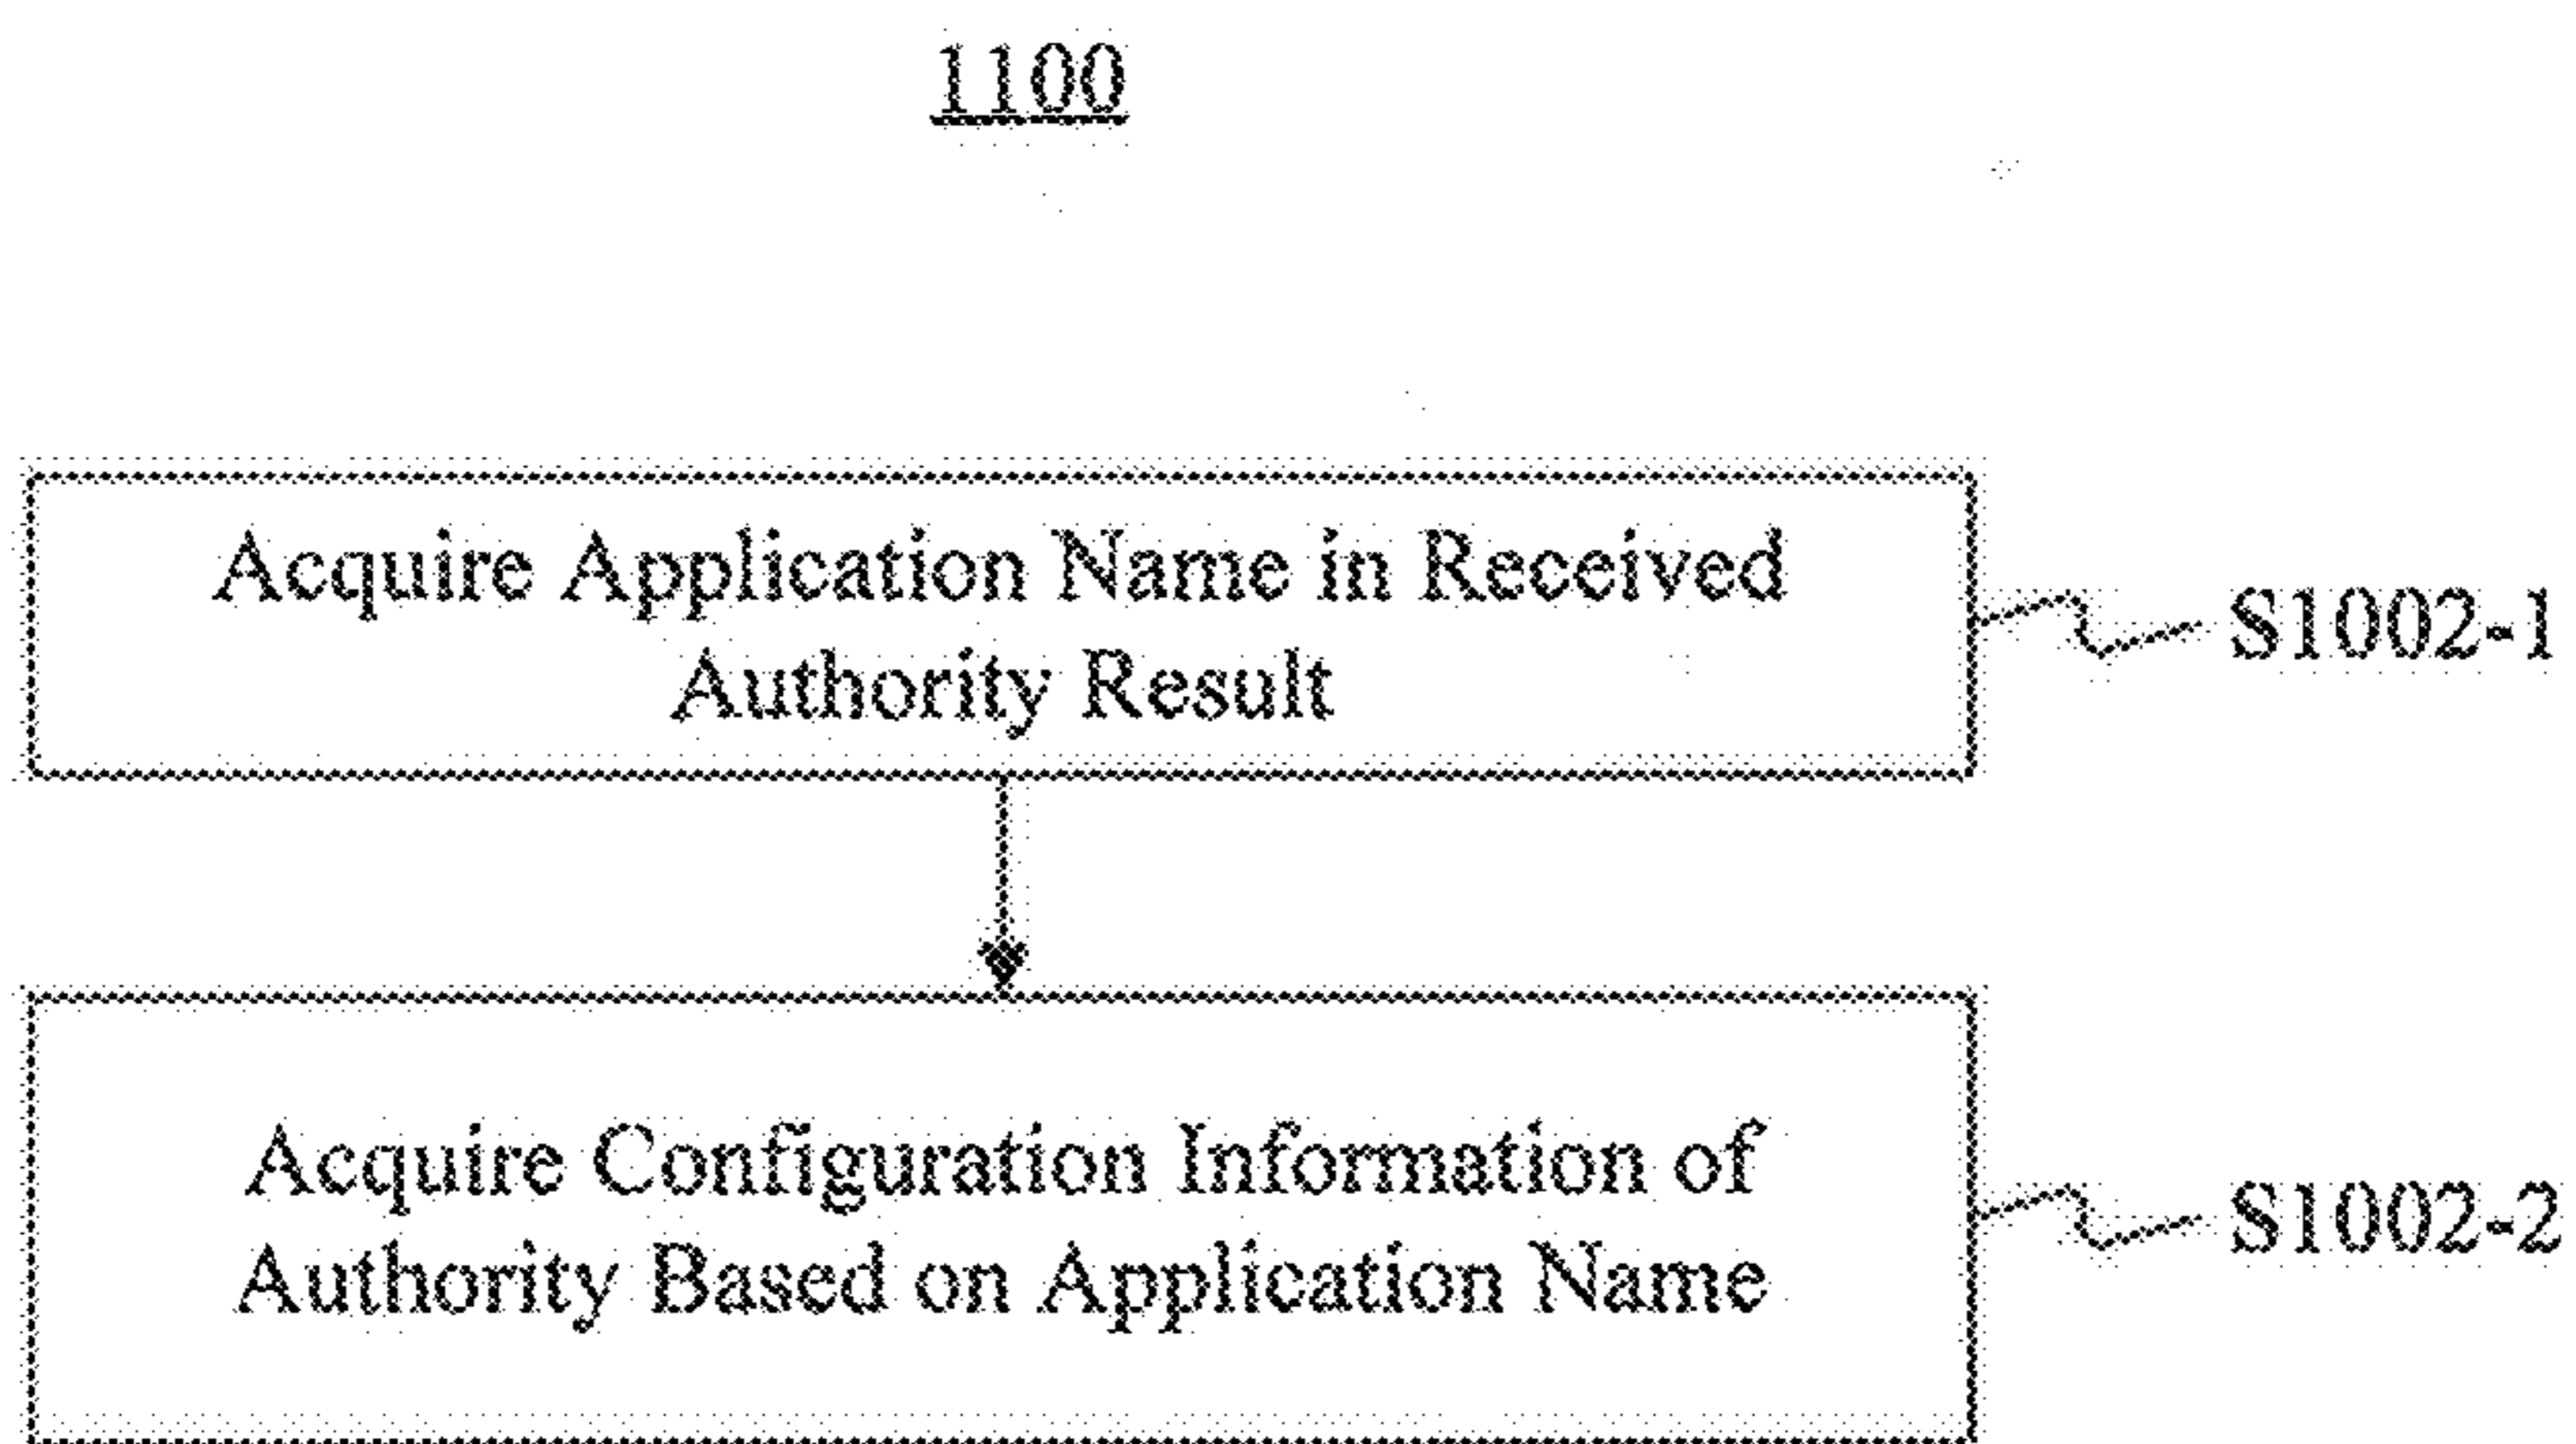 1100
Acquire Application Name in Received
Authority Result
S1002-1
Acquire Configuration Information of
Authority Based on Application Name
S1002-2